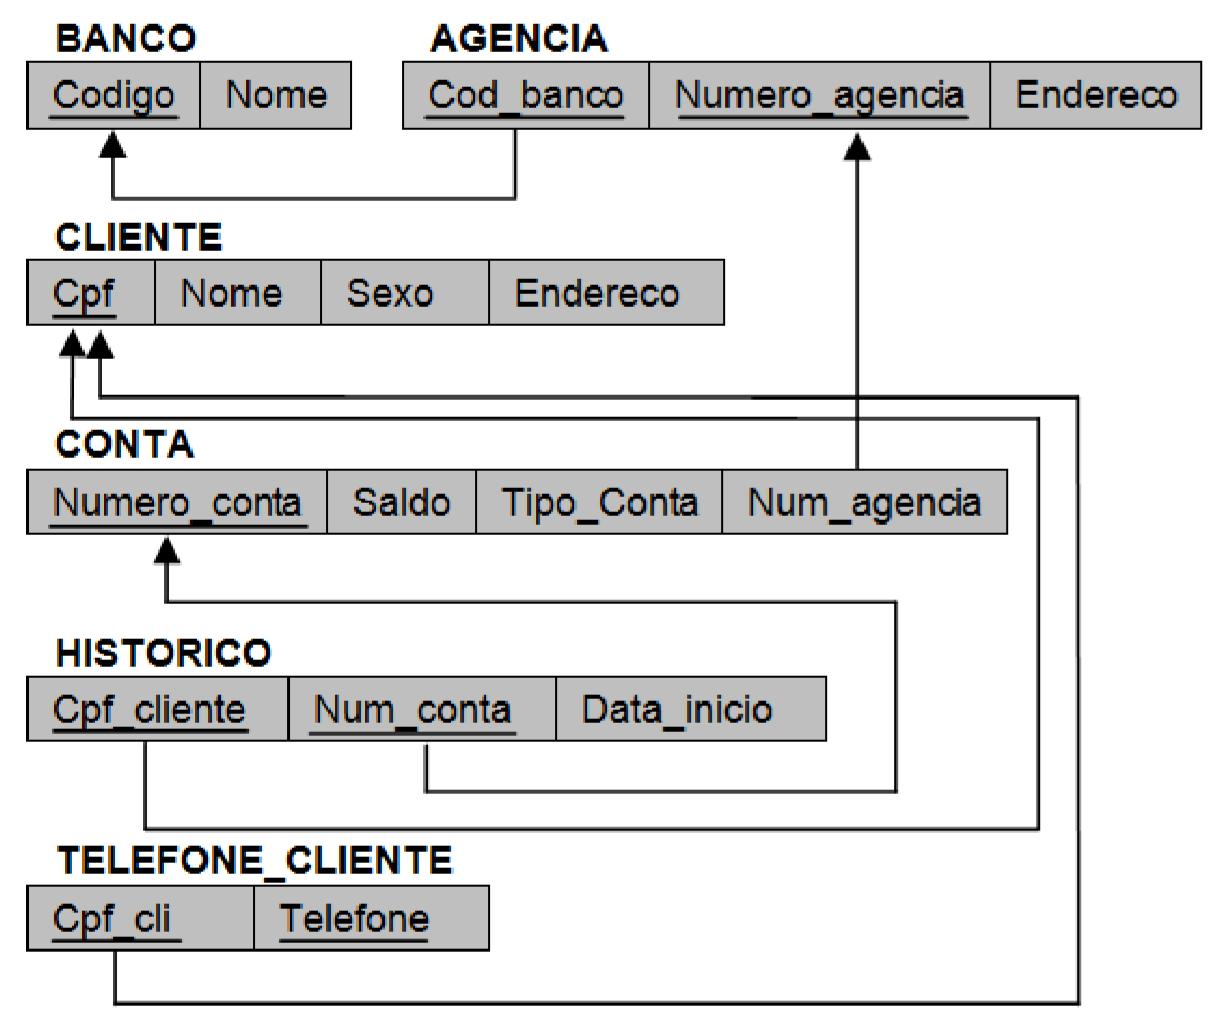 BANCO AGENCIA
Codigo Nome Cod_banco Numero_agencia Endereco
CLIENTE
Cpf Nome Sexo Endereco
CONTA
Numero_conta Saldo Tipo_Conta Num_agencia
HISTORICO
Cpf_cliente Num_conta Data_inicio
TELEFONE_CLIENTE
Cpf_cli Telefone